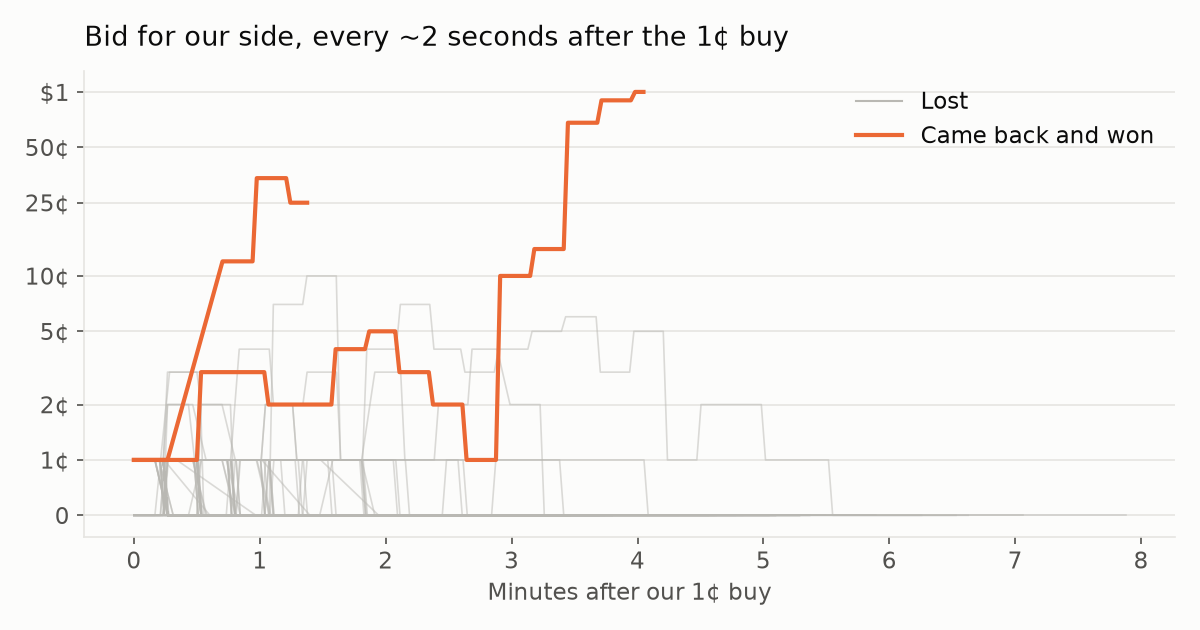 Bid for our side, every ~2 seconds after the 1¢ buy
$1
50¢
25¢
10¢
5¢
2¢
1¢
0
Lost
Came back and won
0 1 2 3 4 5 6 7 8
Minutes after our 1¢ buy